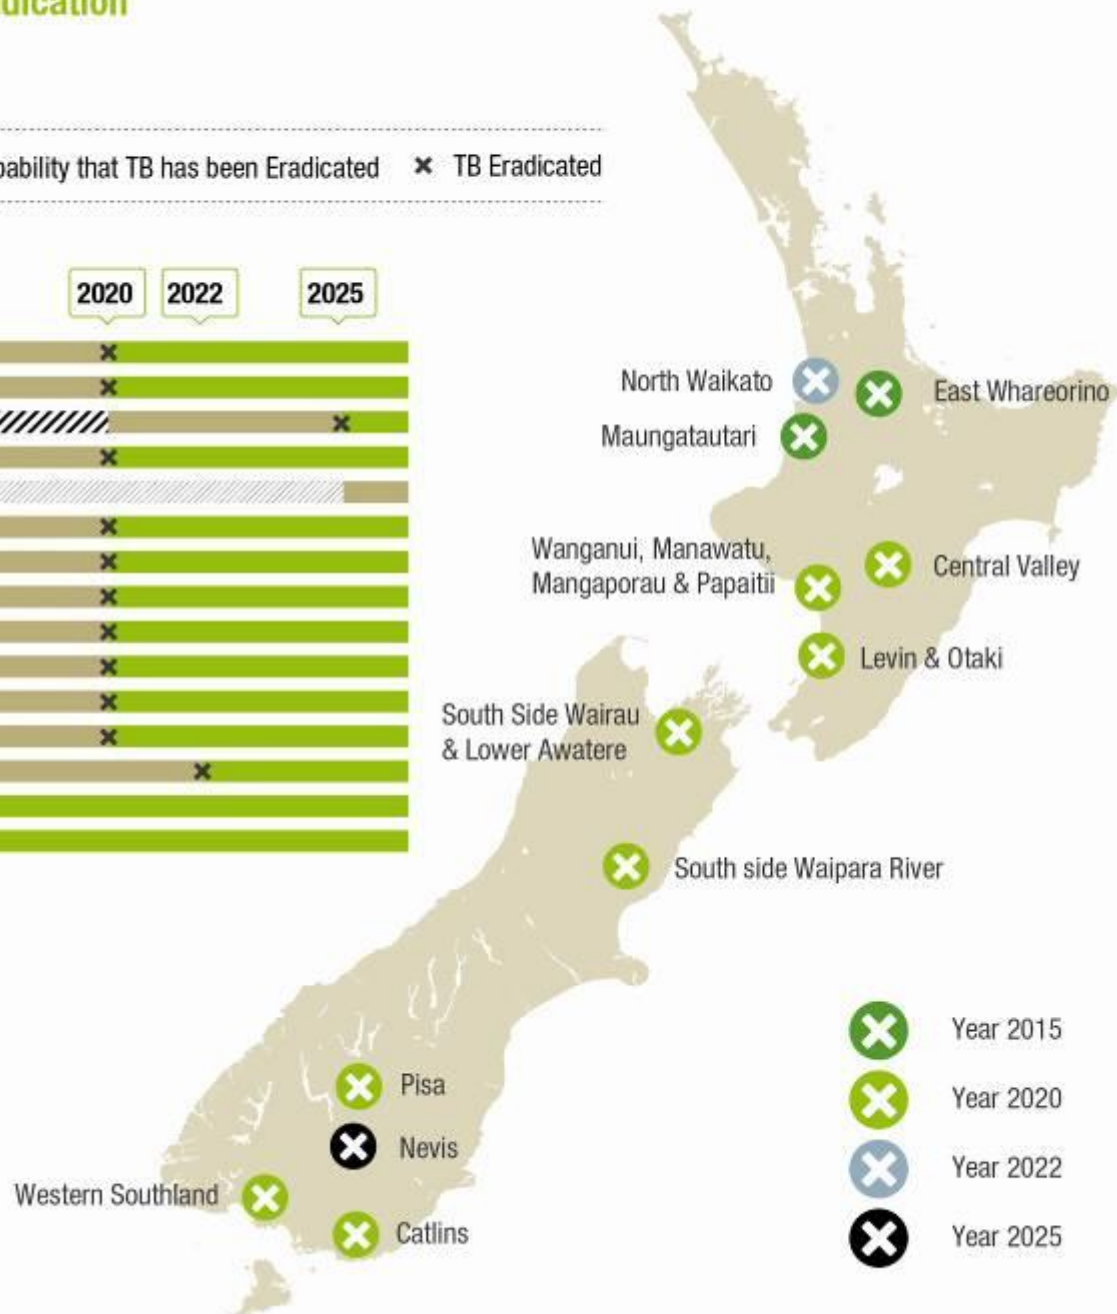 dication
bability that TB has been Eradicated × TB Eradicated
2020 2022 2025
North Waikato
East Whareorino
Maungatautari
Wanganui, Manawatu,
Mangaporau & Papaitii
Central Valley
Levin & Otaki
South Side Wairau
& Lower Awatere
South side Waipara River
Pisa
Nevis
Western Southland
Catlins
Year 2015
Year 2020
Year 2022
Year 2025